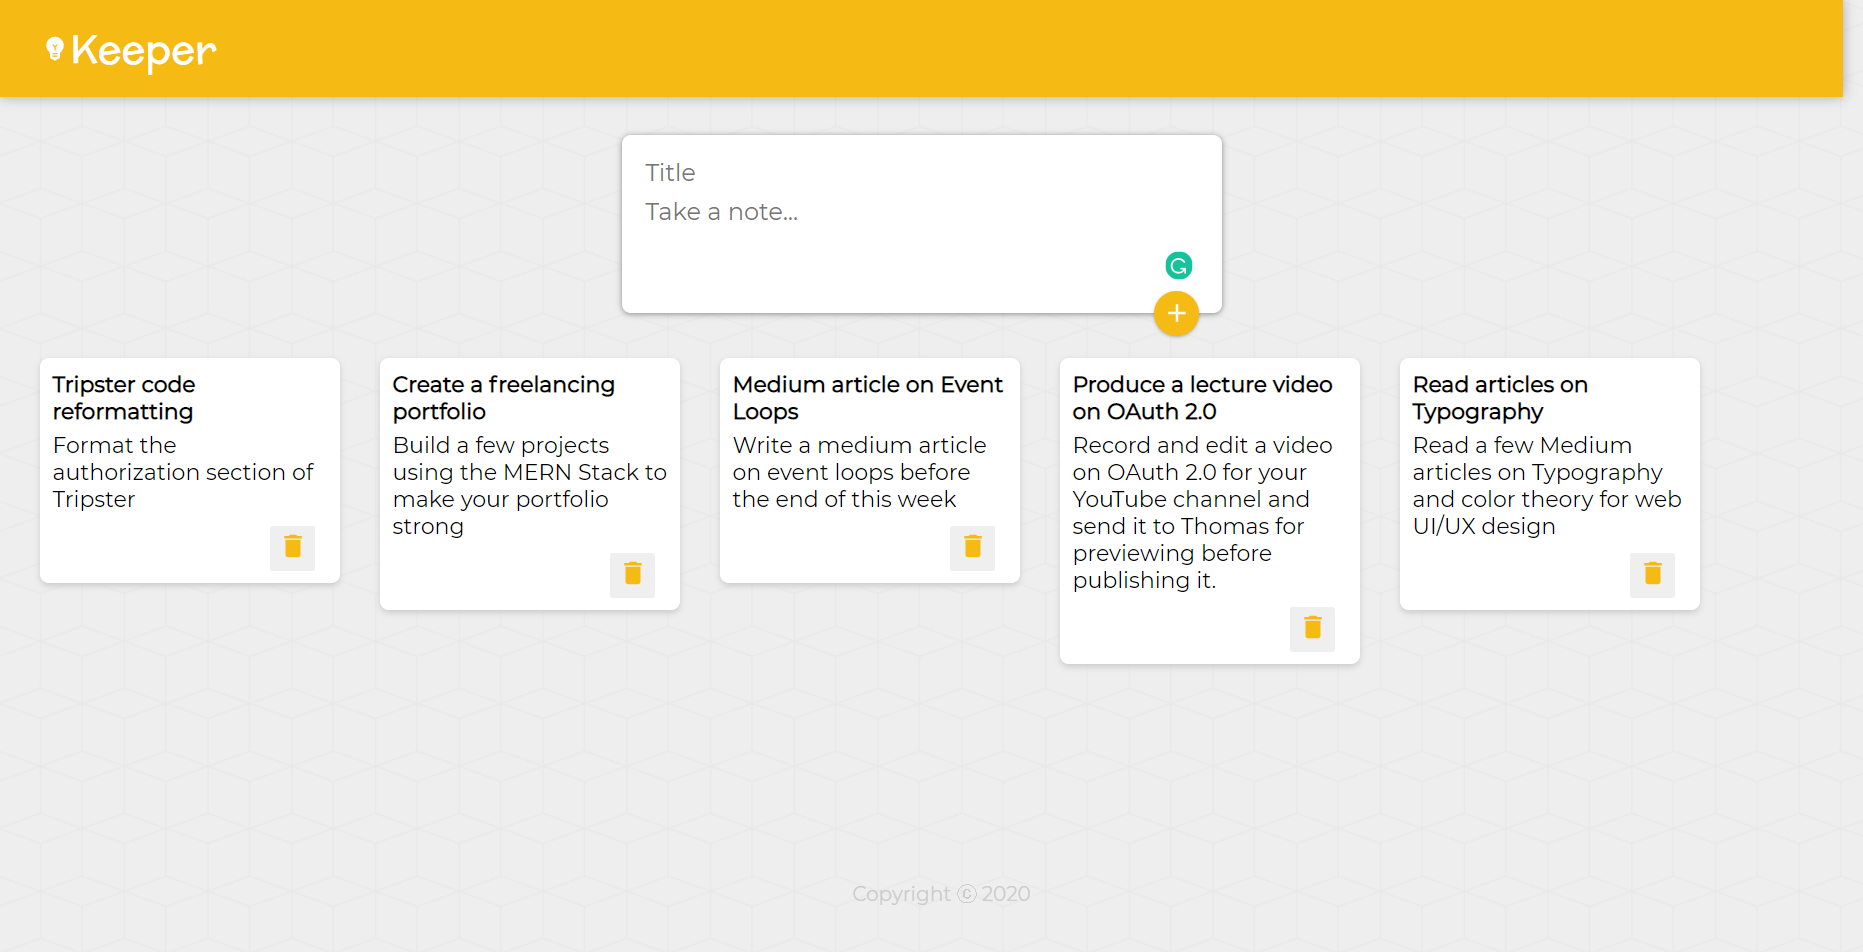 Keeper
Title
Take a note...
Tripster code
reformatting
Format the
authorization section of
Tripster
Create a freelancing
portfolio
Build a few projects
using the MERN Stack to
make your portfolio
strong
Medium article on Event
Loops
Write a medium article
on event loops before
the end of this week
Produce a lecture video
on OAuth 2.0
Record and edit a video
on OAuth 2.0 for your
YouTube channel and
send it to Thomas for
previewing before
publishing it.
Read articles on
Typography
Read a few Medium
articles on Typography
and color theory for web
UI/UX design
Copyright ⓒ 2020